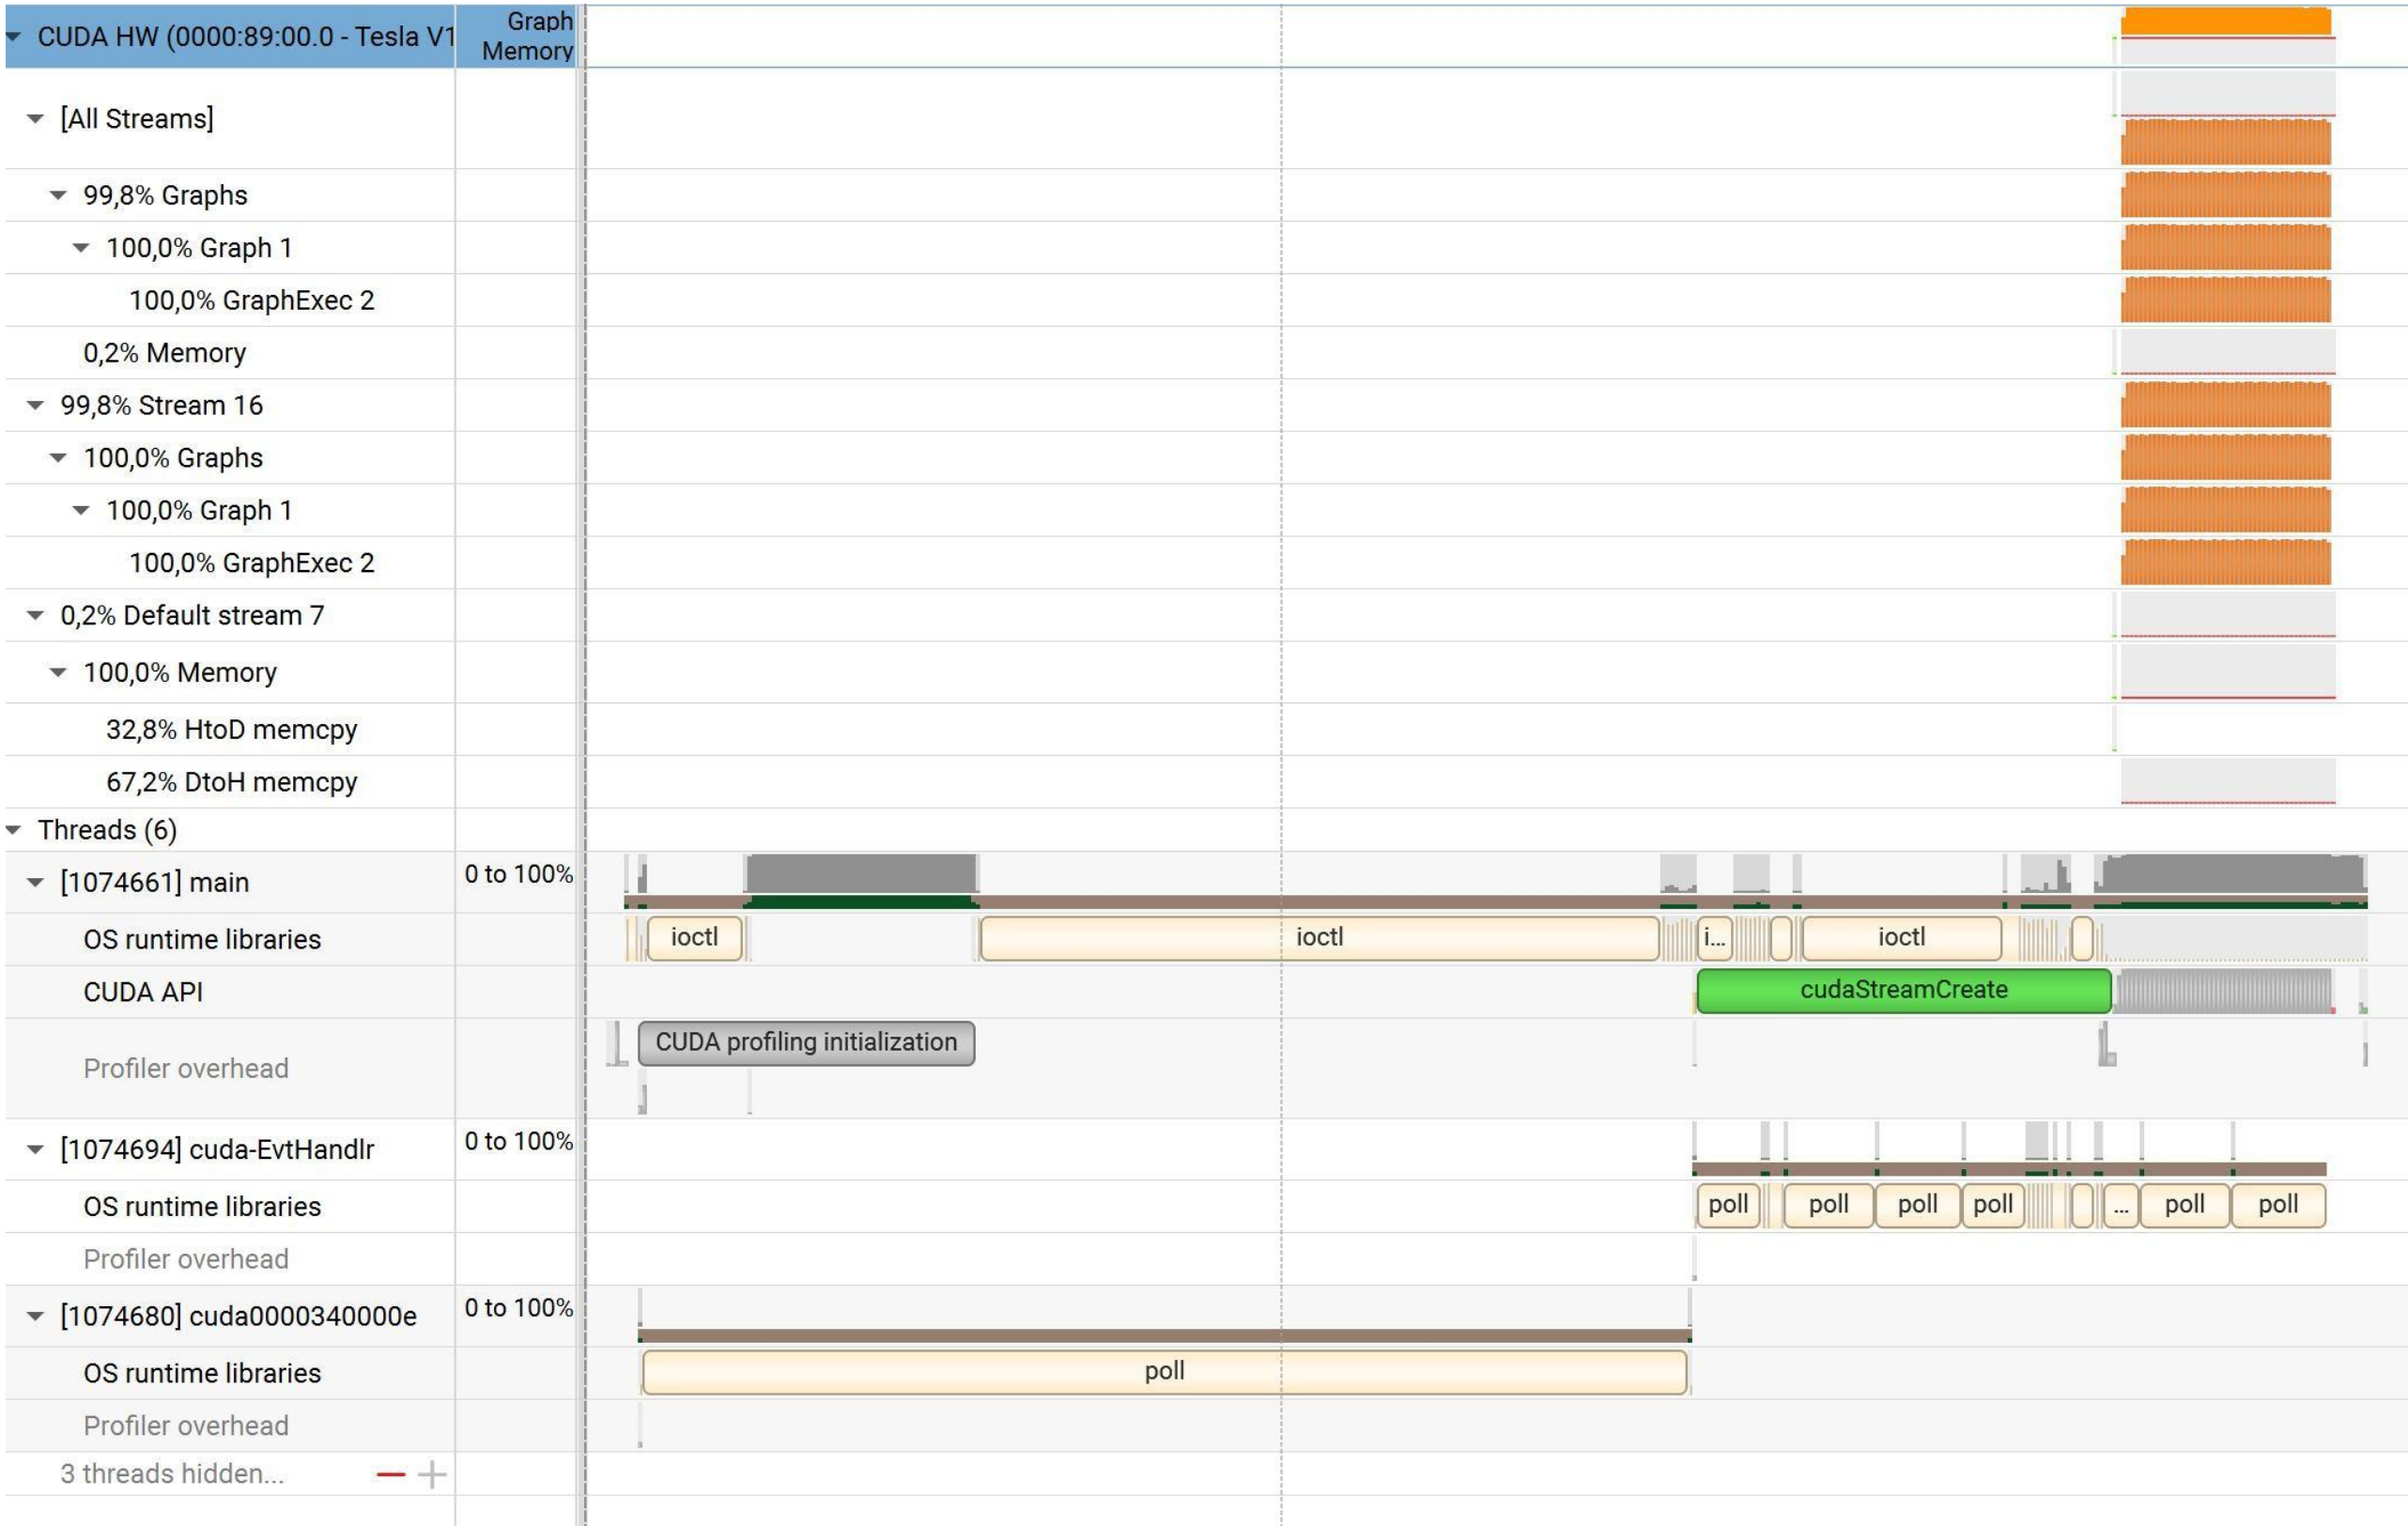 CUDA HW (0000:89:00.0 - Tesla V1
Graph
Memory
[All Streams]
99,8% Graphs
100,0% Graph 1
100,0% GraphExec 2
0,2% Memory
99,8% Stream 16
100,0% Graphs
100,0% Graph 1
100,0% GraphExec 2
0,2% Default stream 7
100,0% Memory
32,8% HtoD memcpy
67,2% DtoH memcpy
Threads (6)
[1074661] main
0 to 100%
OS runtime libraries
ioctl
ioctl
i...
ioctl
CUDA API
cudaStreamCreate
Profiler overhead
CUDA profiling initialization
[1074694] cuda-EvtHandlr
0 to 100%
OS runtime libraries
poll
poll
poll
poll
...
poll
poll
Profiler overhead
[1074680] cuda0000340000e
0 to 100%
OS runtime libraries
poll
Profiler overhead
3 threads hidden...